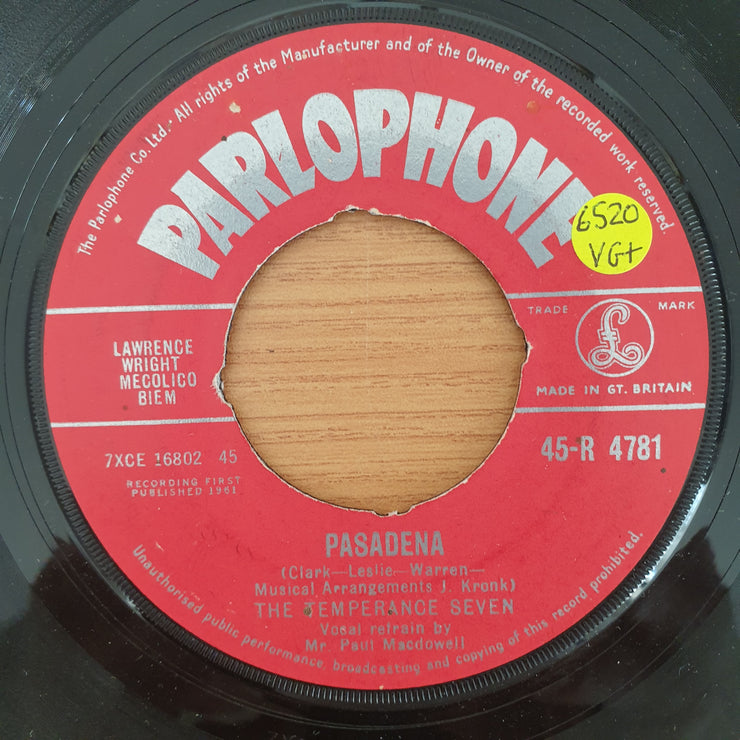 The Parlophone Co. Ltd. All rights of the Manufacturer and of the Owner of the recorded work reserved.
PARLOPHONE
6520
VG+
LAWRENCE
WRIGHT
MECOLICO
BIEM
TRADE MARK
£
MADE IN GT. BRITAIN
7XCE 16802 45
45-R 4781
RECORDING FIRST
PUBLISHED 1961
PASADENA
(Clark—Leslie—Warren—
Musical Arrangements J. Kronk)
THE TEMPERANCE SEVEN
Vocal refrain by
Mr. Paul Macdowell
Unauthorised public performance, broadcasting and copying of this record prohibited.